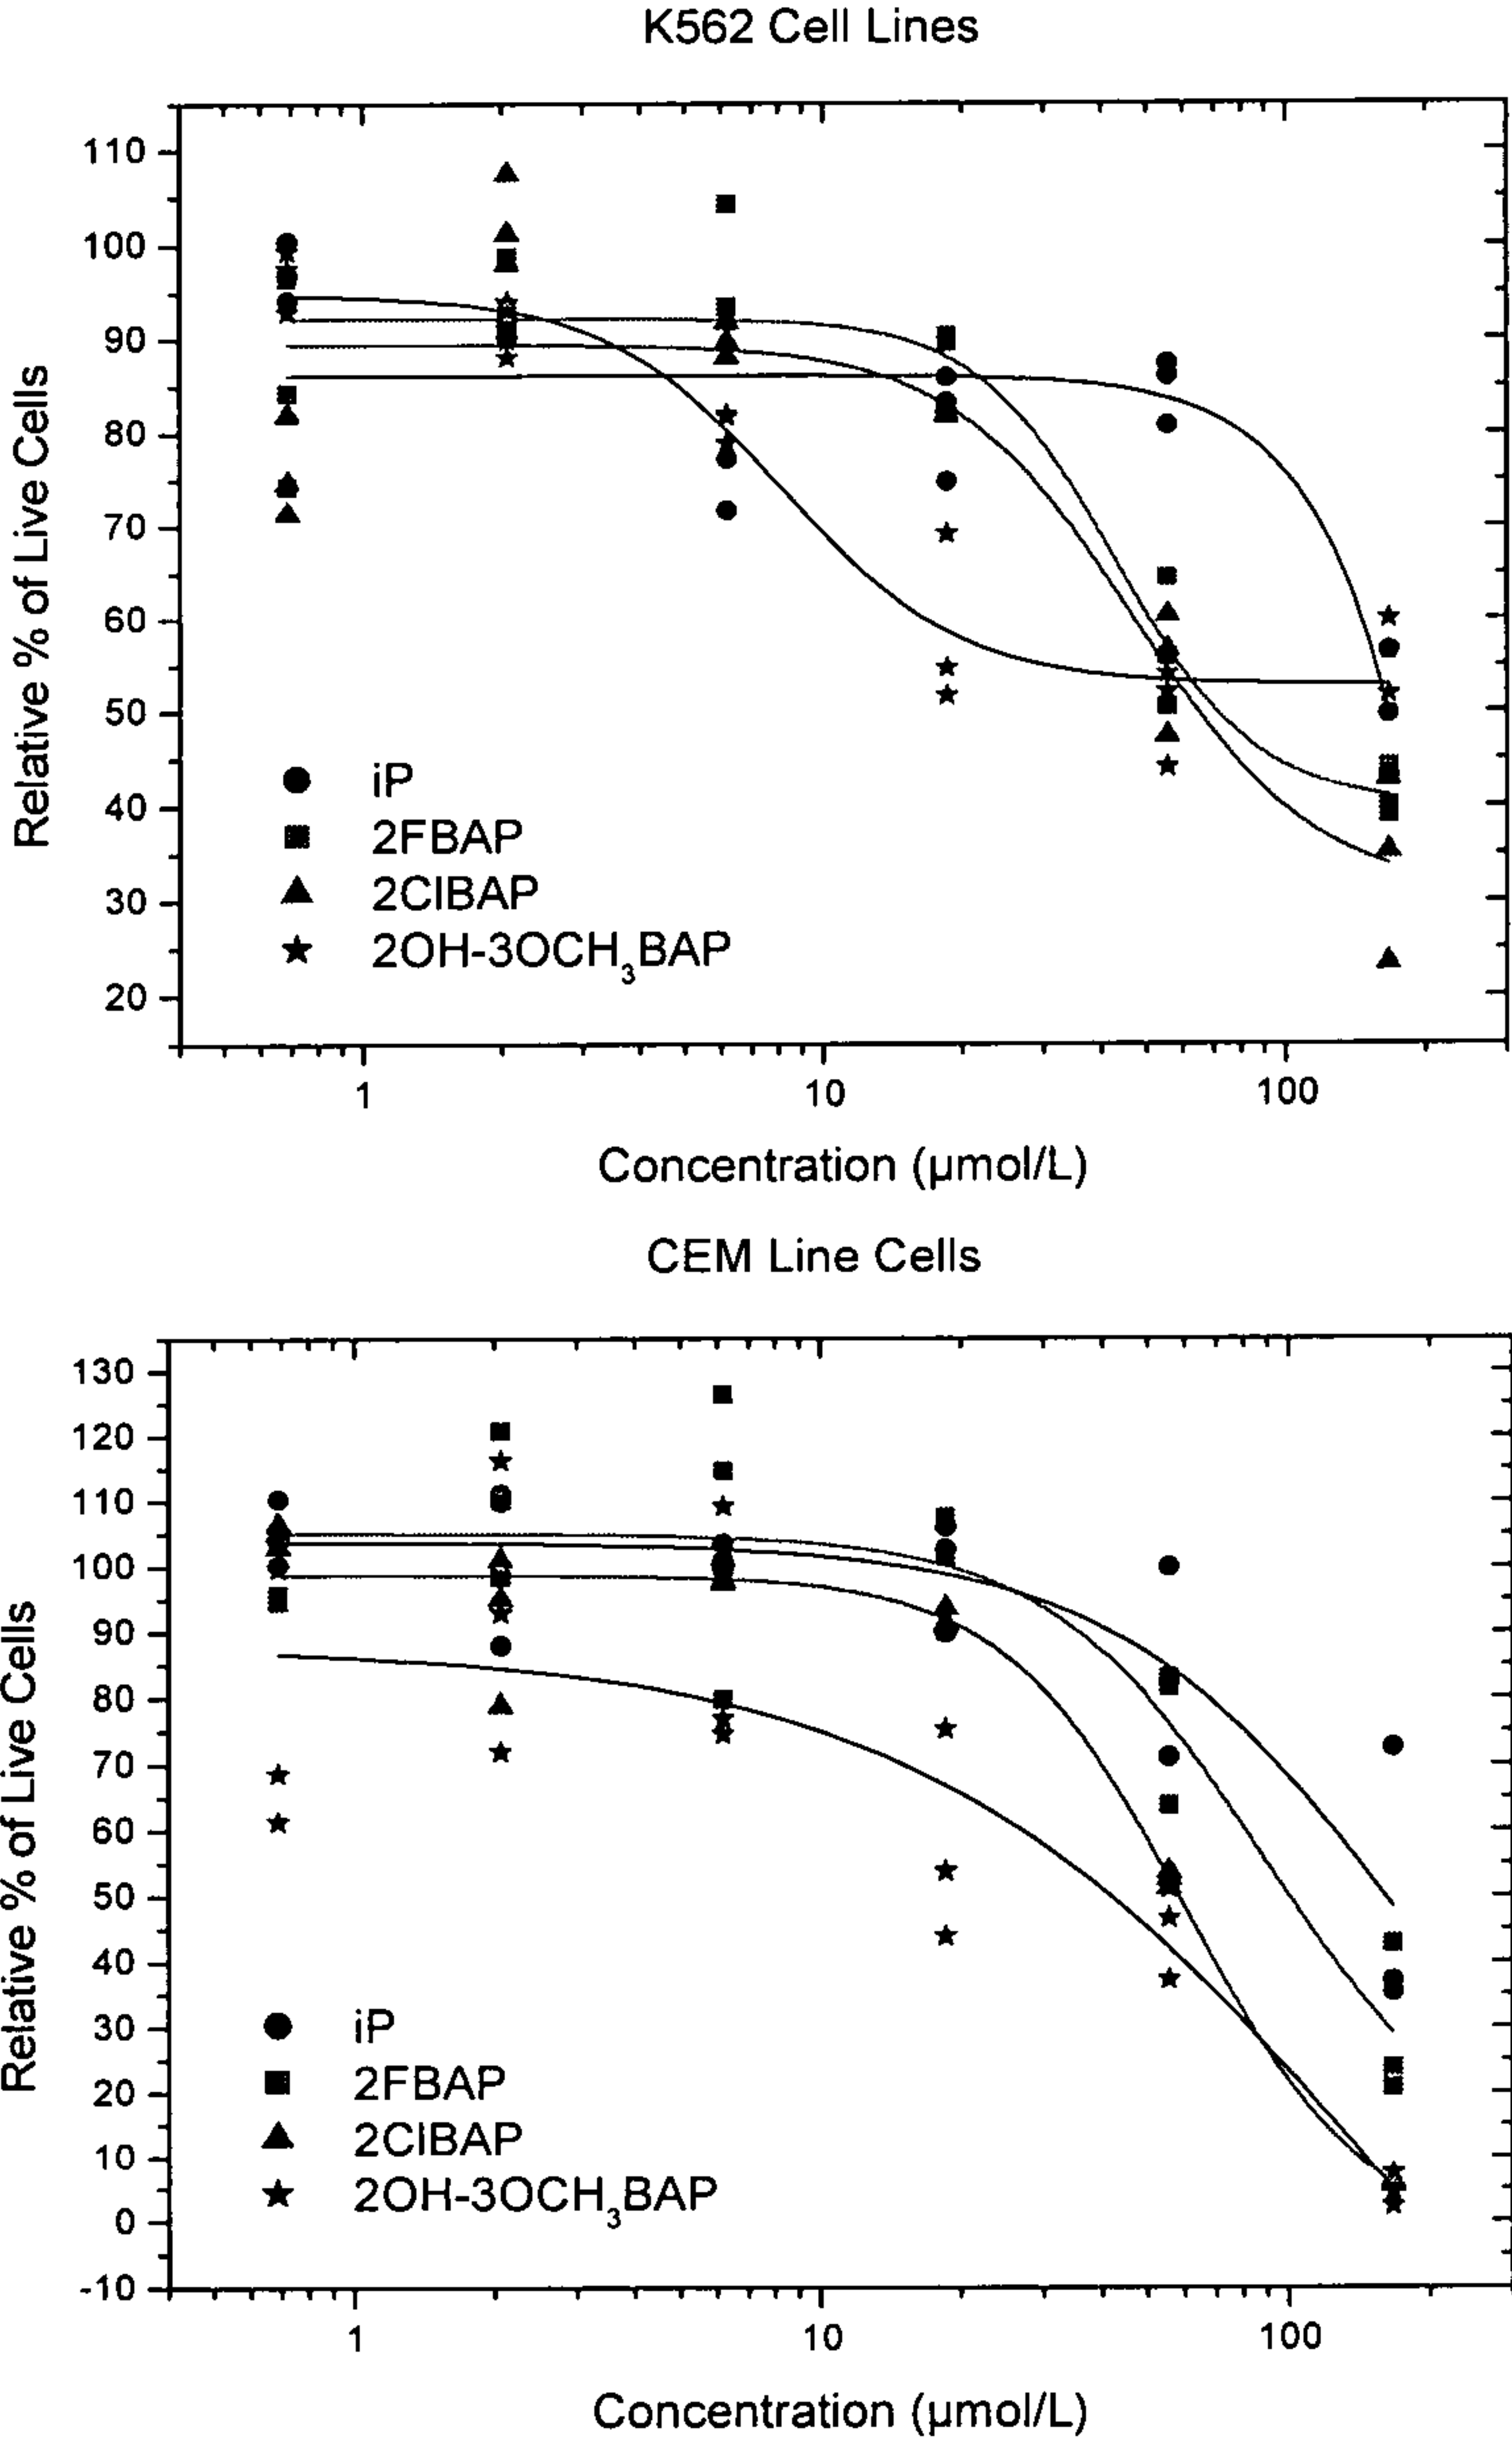 K562 Cell Lines
110
100
90
80
70
60
50
40
30
20
Relative % of Live Cells
iP
2FBAP
2ClBAP
2OH-3OCH₃BAP
1 10 100
Concentration (µmol/L)
CEM Line Cells
130
120
110
100
90
80
70
60
50
40
30
20
10
0
-10
Relative % of Live Cells
iP
2FBAP
2ClBAP
2OH-3OCH₃BAP
1 10 100
Concentration (µmol/L)